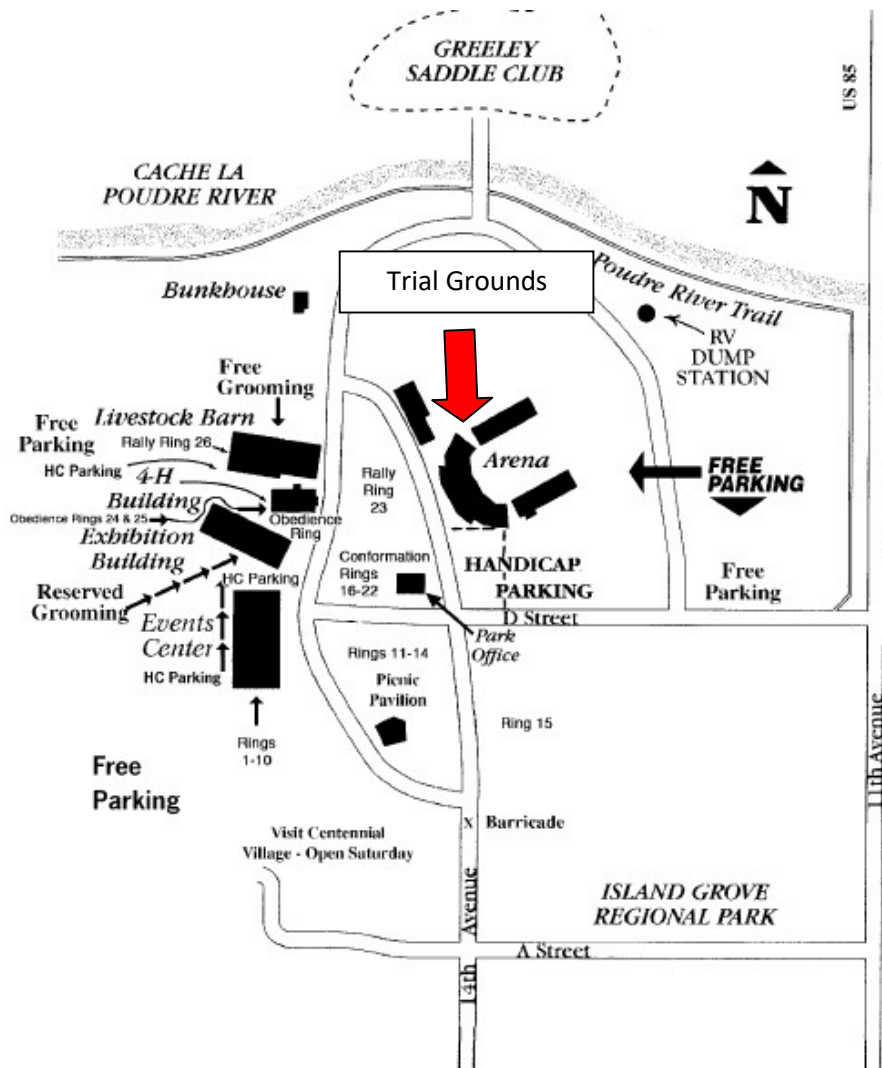 GREELEY
SADDLE CLUB
US 85
CACHE LA
POUDRE RIVER
N
Trial Grounds
Poudre River Trail
Bunkhouse
RV
DUMP
STATION
Free
Grooming
Livestock Barn
Free
Parking
Rally Ring 26
HC Parking
4-H
Building
Obedience Rings 24 & 25
Obedience
Ring
Exhibition
Building
Rally
Ring
23
Arena
FREE
PARKING
Reserved
Grooming
HC Parking
Conformation
Rings
16-22
HANDICAP
PARKING
Free
Parking
D Street
Events
Center
HC Parking
Park
Office
Rings 11-14
Picnic
Pavilion
Ring 15
Rings
1-10
Free
Parking
11th Avenue
x Barricade
Visit Centennial
Village - Open Saturday
14th Avenue
ISLAND GROVE
REGIONAL PARK
A Street